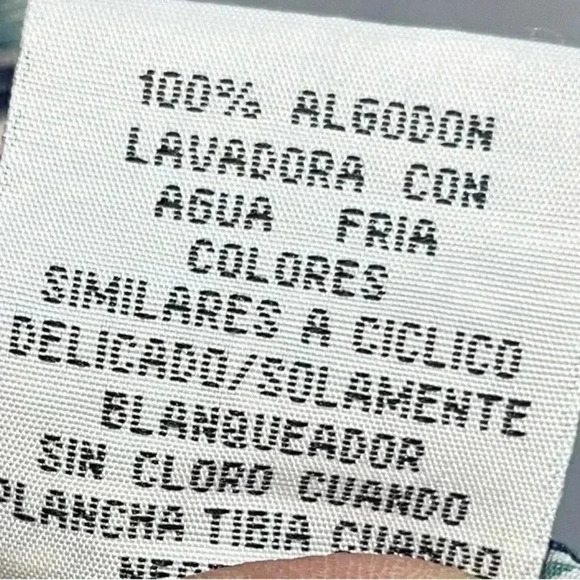 100% ALGODON
LAVADORA CON
AGUA FRIA
COLORES
SIMILARES A CICLICO
DELICADO/SOLAMENTE
BLANQUEADOR
SIN CLORO CUANDO
PLANCHA TIBIA CUANDO